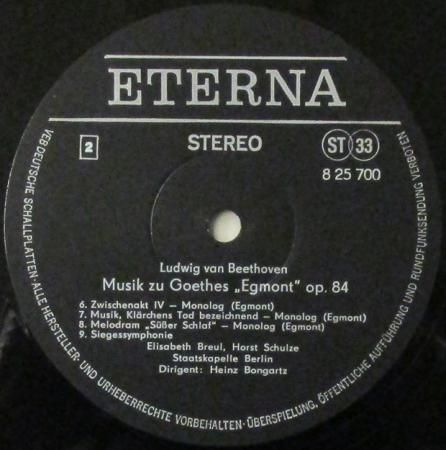 ETERNA
2
STEREO
ST 33
8 25 700
Ludwig van Beethoven
Musik zu Goethes „Egmont" op. 84
6. Zwischenakt IV – Monolog (Egmont)
7. Musik, Klärchens Tod bezeichnend – Monolog (Egmont)
8. Melodram „Süßer Schlaf" – Monolog (Egmont)
9. Siegessymphonie
Elisabeth Breul, Horst Schulze
Staatskapelle Berlin
Dirigent: Heinz Bongartz
VEB DEUTSCHE SCHALLPLATTEN·ALLE HERSTELLER- UND URHEBERRECHTE VORBEHALTEN·ÜBERSPIELUNG, ÖFFENTLICHE AUFFÜHRUNG UND RUNDFUNKSENDUNG VERBOTEN